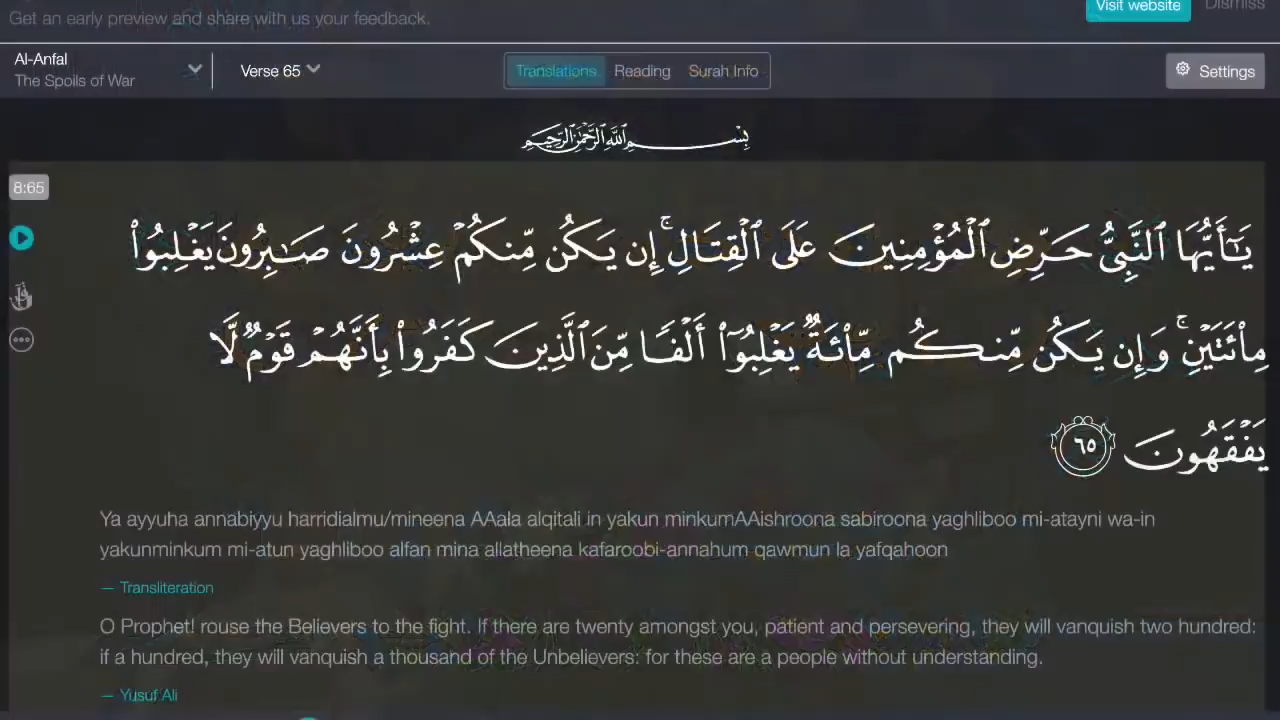 Get an early preview and share with us your feedback.
Visit website
Dismiss
Al-Anfal
The Spoils of War
Verse 65
Translations
Reading
Surah Info
Settings
بِسْمِ اللَّهِ الرَّحْمَٰنِ الرَّحِيمِ
8:65
يَـٰٓأَيُّهَا ٱلنَّبِىُّ حَرِّضِ ٱلْمُؤْمِنِينَ عَلَى ٱلْقِتَالِ ۚ إِن يَكُن مِّنكُمْ عِشْرُونَ صَـٰبِرُونَ يَغْلِبُوا۟
مِا۟ئَتَيْنِ ۚ وَإِن يَكُن مِّنكُم مِّا۟ئَةٌ يَغْلِبُوٓا۟ أَلْفًا مِّنَ ٱلَّذِينَ كَفَرُوا۟ بِأَنَّهُمْ قَوْمٌ لَّا
يَفْقَهُونَ ٦٥
Ya ayyuha annabiyyu harridialmu/mineena AAala alqitali in yakun minkumAAishroona sabiroona yaghliboo mi-atayni wa-in
yakunminkum mi-atun yaghliboo alfan mina allatheena kafaroobi-annahum qawmun la yafqahoon
— Transliteration
O Prophet! rouse the Believers to the fight. If there are twenty amongst you, patient and persevering, they will vanquish two hundred:
if a hundred, they will vanquish a thousand of the Unbelievers: for these are a people without understanding.
— Yusuf Ali